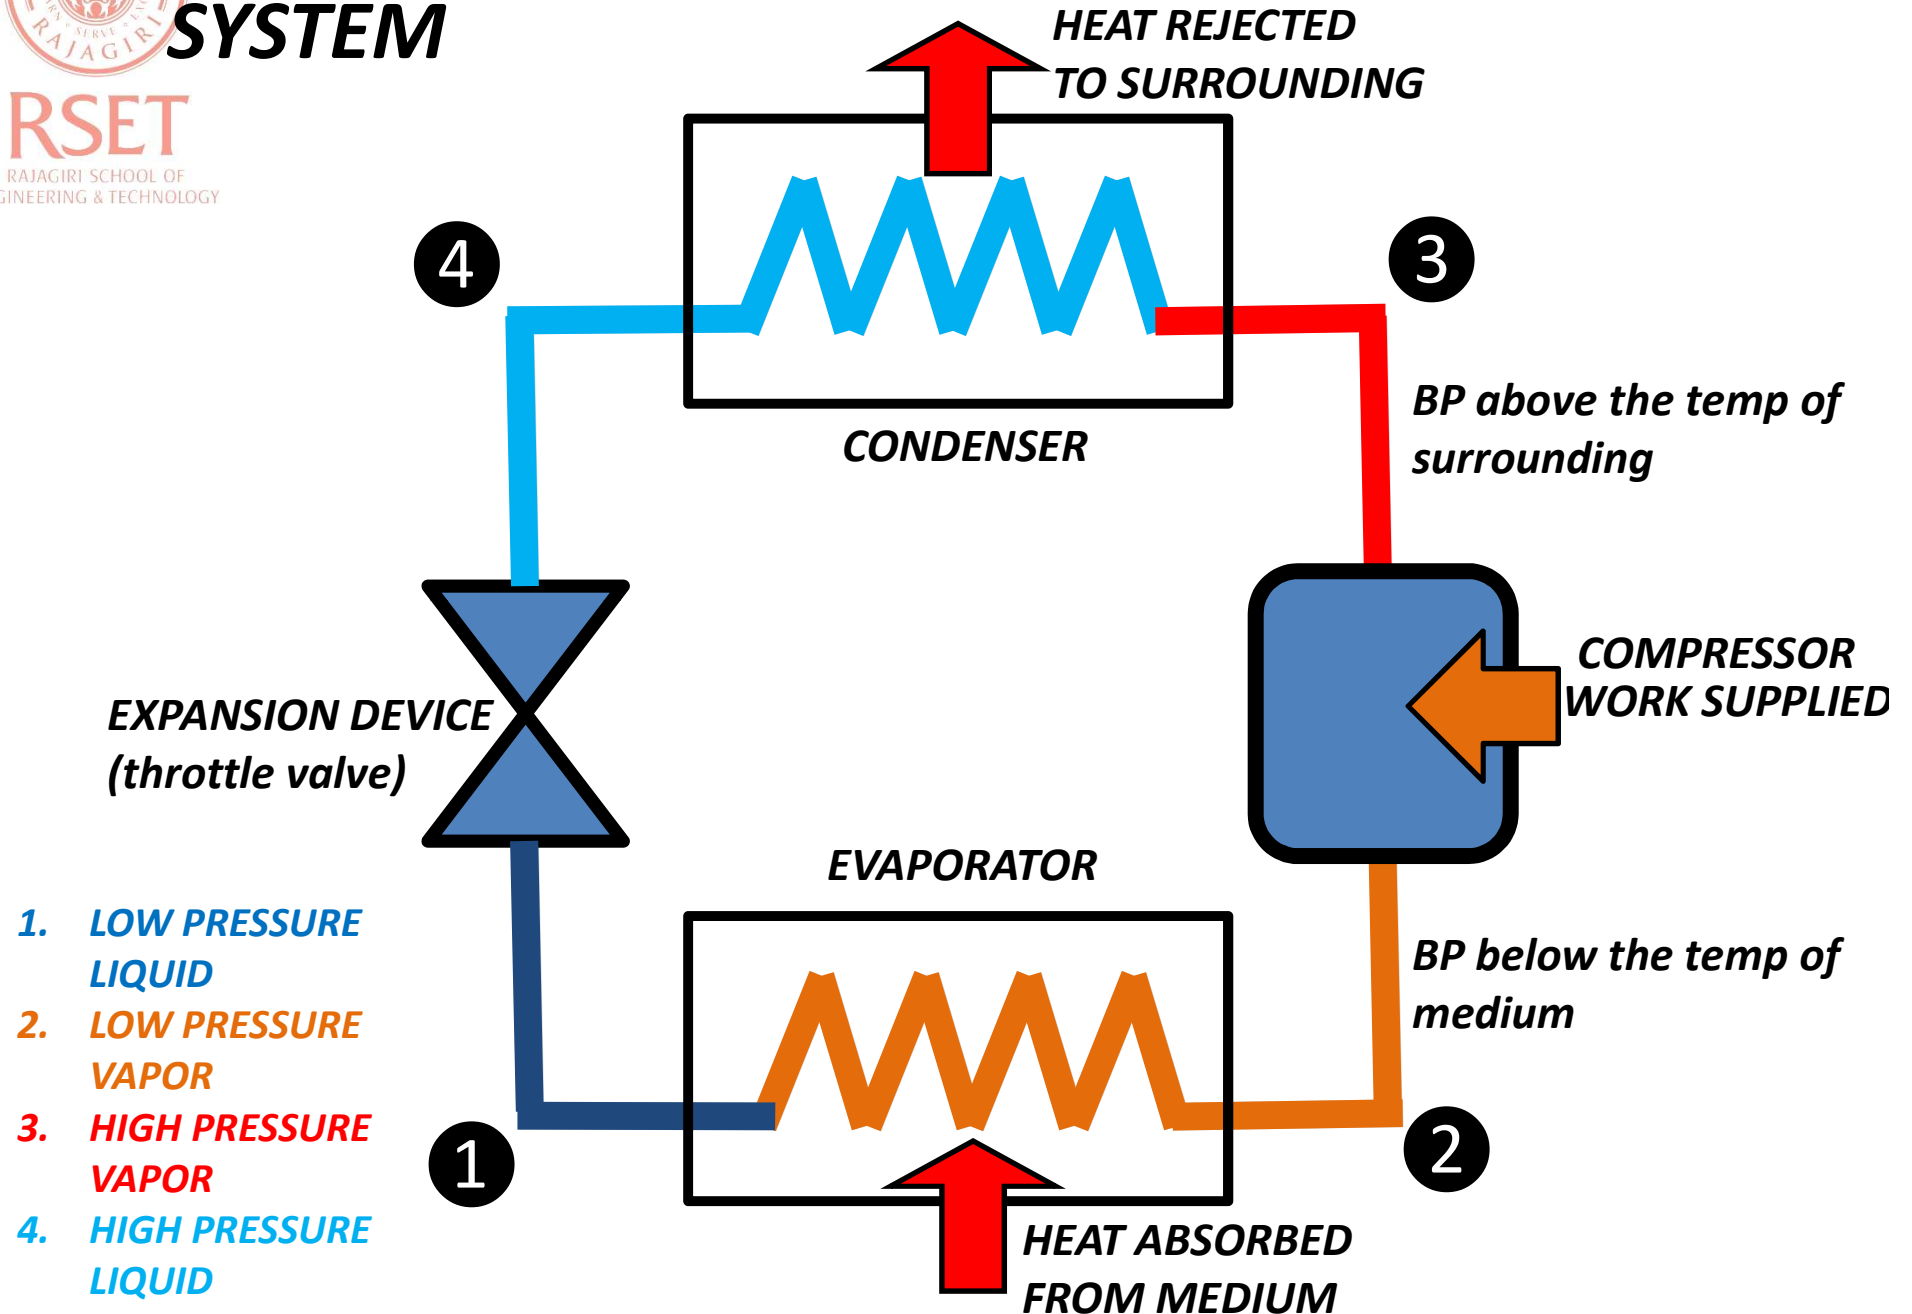 SYSTEM
SERVE
RAJAGIRI
RSET
RAJAGIRI SCHOOL OF
GINEERING & TECHNOLOGY
HEAT REJECTED
TO SURROUNDING
4
3
CONDENSER
BP above the temp of
surrounding
EXPANSION DEVICE
(throttle valve)
COMPRESSOR
WORK SUPPLIED
EVAPORATOR
BP below the temp of
medium
1
2
HEAT ABSORBED
FROM MEDIUM
1. LOW PRESSURE
LIQUID
2. LOW PRESSURE
VAPOR
3. HIGH PRESSURE
VAPOR
4. HIGH PRESSURE
LIQUID